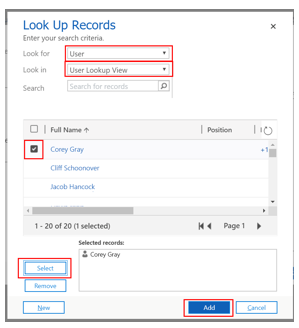 Look Up Records
Enter your search criteria.
Look for User
Look in User Lookup View
Search Search for records
Full Name Position
Corey Gray +1
Cliff Schoonover
Jacob Hancock
1 - 20 of 20 (1 selected) Page 1
Selected records:
Corey Gray
Select
Remove
New Add Cancel